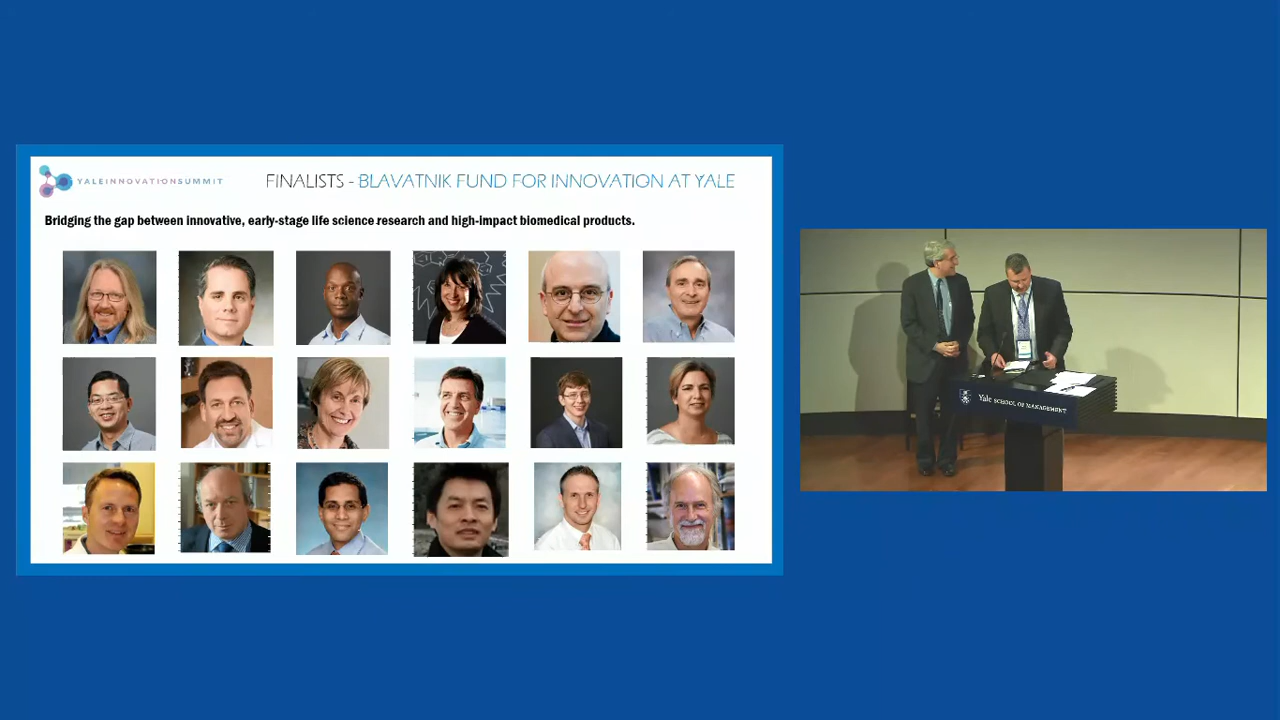 YALEINNOVATIONSUMMIT
FINALISTS - BLAVATNIK FUND FOR INNOVATION AT YALE
Bridging the gap between innovative, early-stage life science research and high-impact biomedical products.
Yale SCHOOL OF MANAGEMENT